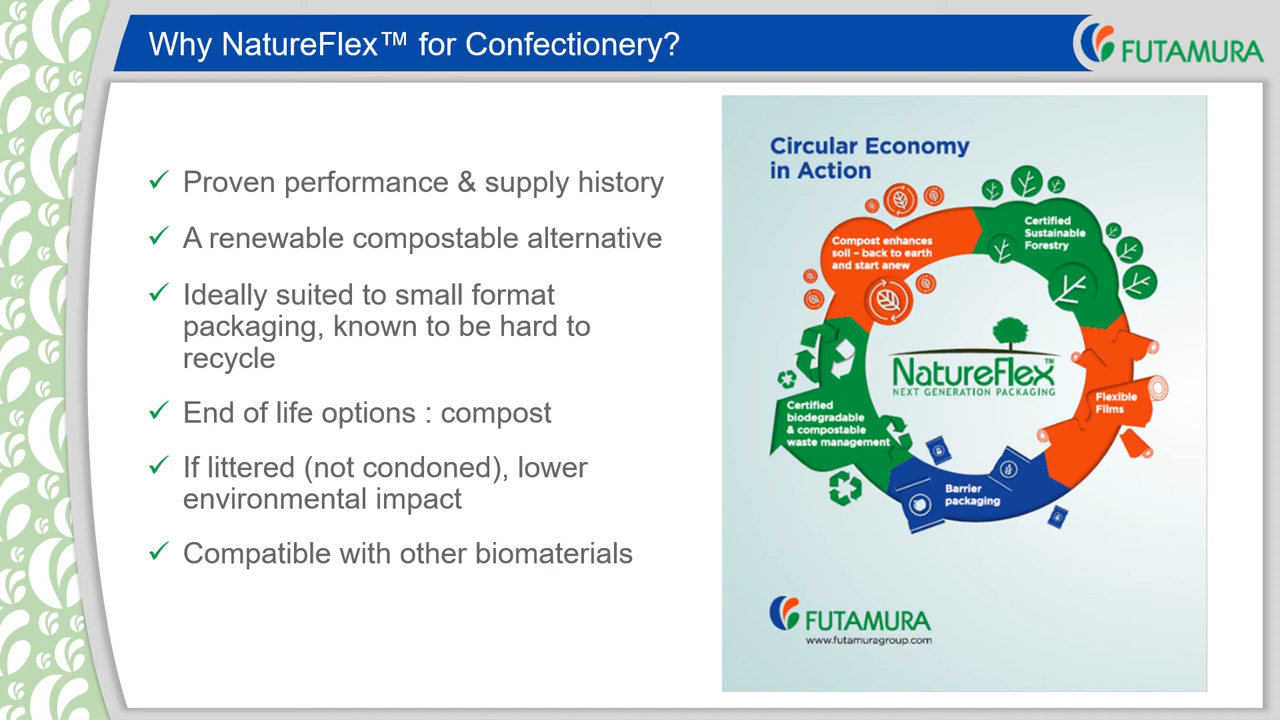 Why NatureFlex™ for Confectionery?
FUTAMURA
✓ Proven performance & supply history
✓ A renewable compostable alternative
✓ Ideally suited to small format
packaging, known to be hard to
recycle
✓ End of life options : compost
✓ If littered (not condoned), lower
environmental impact
✓ Compatible with other biomaterials
Circular Economy
in Action
Compost enhances
soil – back to earth
and start anew
Certified
Sustainable
Forestry
NatureFlex™
NEXT GENERATION PACKAGING
Flexible
Films
Certified
biodegradable
& compostable
waste management
Barrier
packaging
FUTAMURA
www.futamuragroup.com